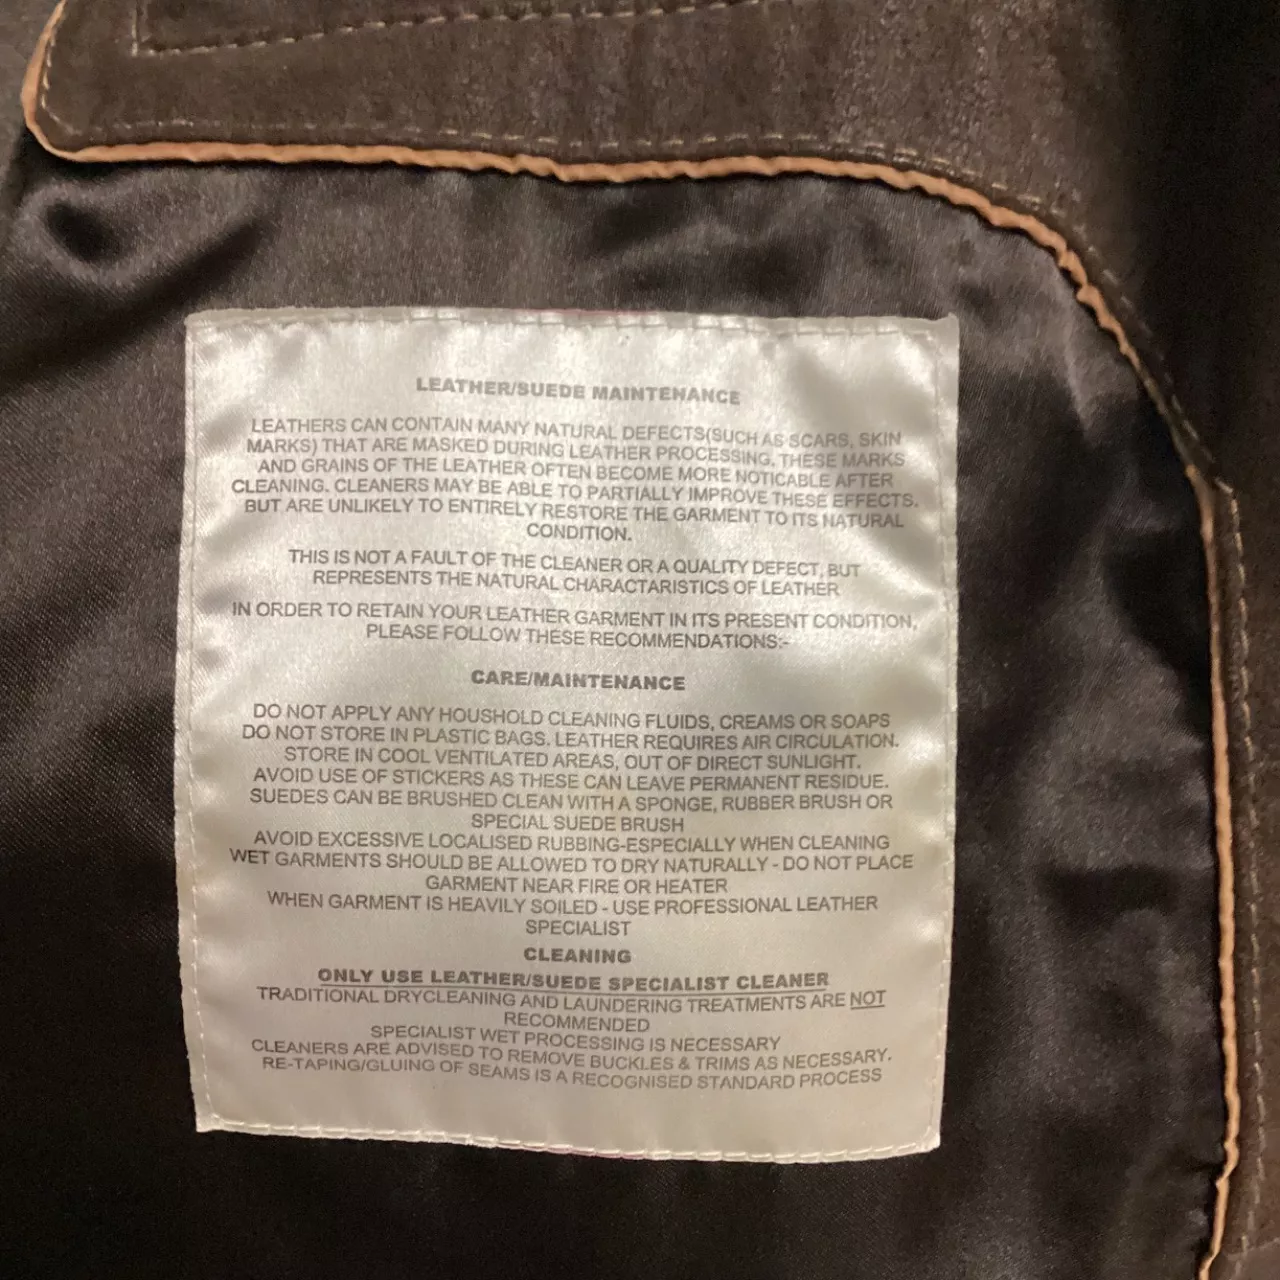 LEATHER/SUEDE MAINTENANCE
LEATHERS CAN CONTAIN MANY NATURAL DEFECTS(SUCH AS SCARS, SKIN
MARKS) THAT ARE MASKED DURING LEATHER PROCESSING. THESE MARKS
AND GRAINS OF THE LEATHER OFTEN BECOME MORE NOTICABLE AFTER
CLEANING. CLEANERS MAY BE ABLE TO PARTIALLY IMPROVE THESE EFFECTS.
BUT ARE UNLIKELY TO ENTIRELY RESTORE THE GARMENT TO ITS NATURAL
CONDITION.
THIS IS NOT A FAULT OF THE CLEANER OR A QUALITY DEFECT, BUT
REPRESENTS THE NATURAL CHARACTARISTICS OF LEATHER
IN ORDER TO RETAIN YOUR LEATHER GARMENT IN ITS PRESENT CONDITION,
PLEASE FOLLOW THESE RECOMMENDATIONS:-
CARE/MAINTENANCE
DO NOT APPLY ANY HOUSHOLD CLEANING FLUIDS, CREAMS OR SOAPS
DO NOT STORE IN PLASTIC BAGS. LEATHER REQUIRES AIR CIRCULATION.
STORE IN COOL VENTILATED AREAS, OUT OF DIRECT SUNLIGHT.
AVOID USE OF STICKERS AS THESE CAN LEAVE PERMANENT RESIDUE.
SUEDES CAN BE BRUSHED CLEAN WITH A SPONGE, RUBBER BRUSH OR
SPECIAL SUEDE BRUSH
AVOID EXCESSIVE LOCALISED RUBBING-ESPECIALLY WHEN CLEANING
WET GARMENTS SHOULD BE ALLOWED TO DRY NATURALLY - DO NOT PLACE
GARMENT NEAR FIRE OR HEATER
WHEN GARMENT IS HEAVILY SOILED - USE PROFESSIONAL LEATHER
SPECIALIST
CLEANING
ONLY USE LEATHER/SUEDE SPECIALIST CLEANER
TRADITIONAL DRYCLEANING AND LAUNDERING TREATMENTS ARE NOT
RECOMMENDED
SPECIALIST WET PROCESSING IS NECESSARY
CLEANERS ARE ADVISED TO REMOVE BUCKLES & TRIMS AS NECESSARY.
RE-TAPING/GLUING OF SEAMS IS A RECOGNISED STANDARD PROCESS